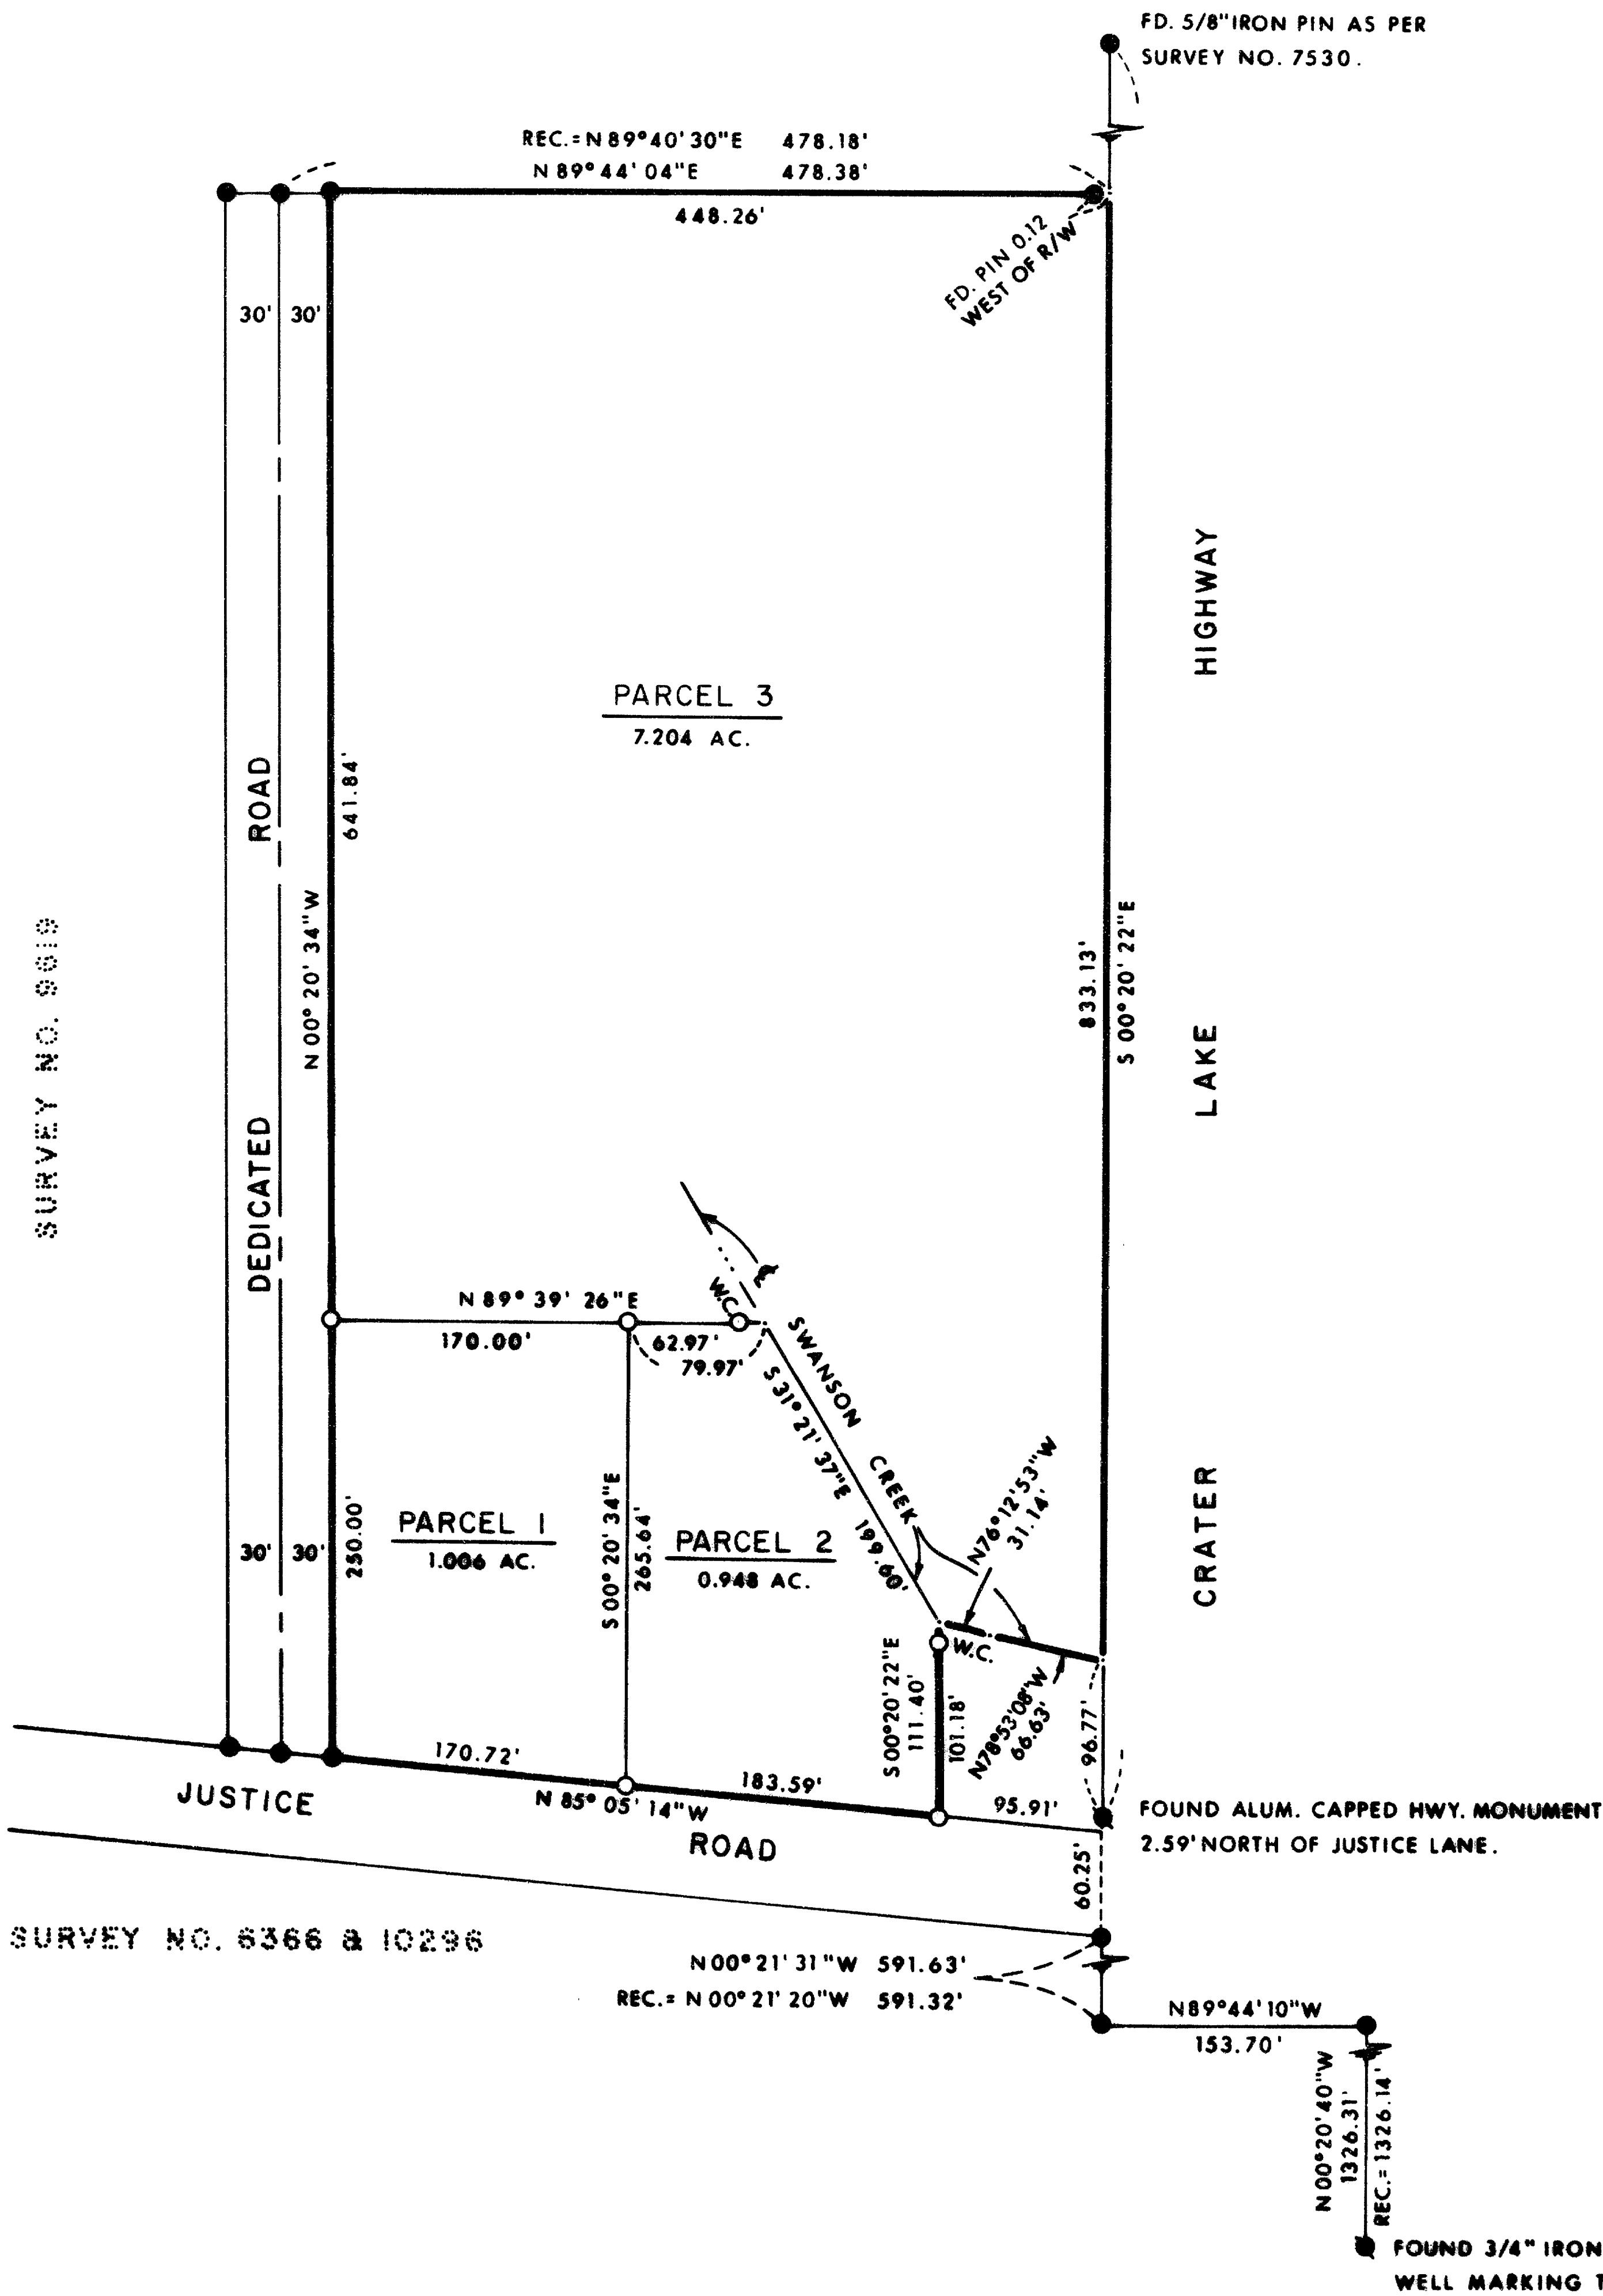 FD. 5/8" IRON PIN AS PER
SURVEY NO. 7530.
REC.= N 89° 40' 30" E 478.18'
N 89° 44' 04" E 478.38'
448.26'
FD. PIN 0.12
WEST OF R/W
30' 30'
HIGHWAY
PARCEL 3
7.204 AC.
ROAD
641.84'
N 00° 20' 34" W
SURVEY NO. 9619
833.13'
S 00° 20' 22" E
LAKE
DEDICATED
N 89° 39' 26" E
170.00'
W.C.
62.97'
79.97'
SWANSON CREEK
S 31° 21' 37" E 199.60'
N76° 12' 53" W
31.14'
CRATER
250.00'
30' 30'
PARCEL 1
1.006 AC.
S 00° 20' 34" E
265.64'
PARCEL 2
0.948 AC.
W.C.
S 00° 20' 22" E
111.40'
101.18'
N78° 53' 08" W
66.63'
96.77'
170.72'
183.59'
N 85° 05' 14" W
95.91'
JUSTICE ROAD
FOUND ALUM. CAPPED HWY. MONUMENT
2.59' NORTH OF JUSTICE LANE.
60.25'
SURVEY NO. 6366 & 10296
N 00° 21' 31" W 591.63'
REC.= N 00° 21' 20" W 591.32'
N89° 44' 10" W
153.70'
N 00° 20' 40" W
1326.31'
REC.= 1326.14'
FOUND 3/4" IRON
WELL MARKING